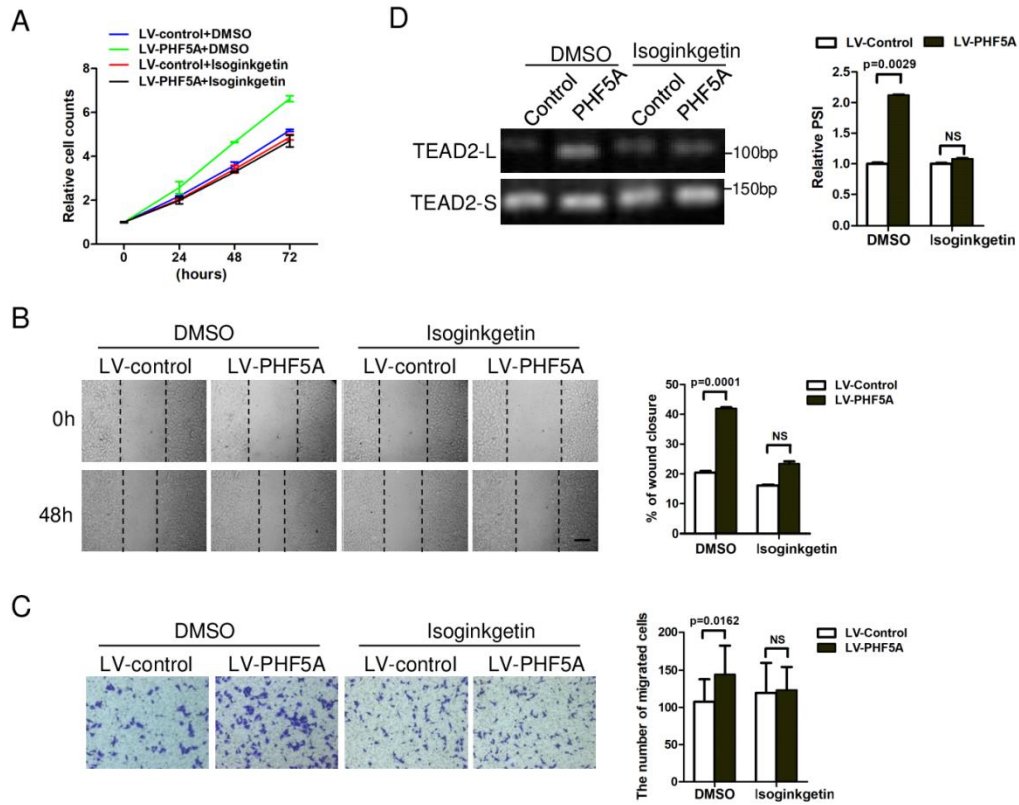 A
LV-control+DMSO
LV-PHF5A+DMSO
LV-control+Isoginkgetin
LV-PHF5A+Isoginkgetin
Relative cell counts
8
6
4
2
0
0 24 48 72
(hours)
D
DMSO Isoginkgetin
Control PHF5A Control PHF5A
TEAD2-L
100bp
150bp
TEAD2-S
LV-Control LV-PHF5A
p=0.0029
NS
Relative PSI
2.5
2.0
1.5
1.0
0.5
0.0
DMSO Isoginkgetin
B
DMSO Isoginkgetin
LV-control LV-PHF5A LV-control LV-PHF5A
0h
48h
LV-Control
LV-PHF5A
p=0.0001
NS
% of wound closure
50
40
30
20
10
0
DMSO Isoginkgetin
C
DMSO Isoginkgetin
LV-control LV-PHF5A LV-control LV-PHF5A
LV-Control
LV-PHF5A
p=0.0162
NS
The number of migrated cells
200
150
100
50
0
DMSO Isoginkgetin